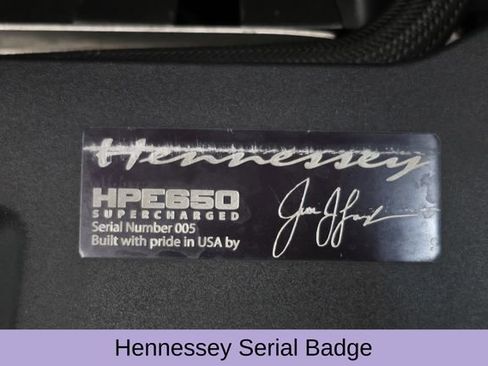 Hennessey
HPE650
SUPERCHARGED
Serial Number 005
Built with pride in USA by
Hennessey Serial Badge